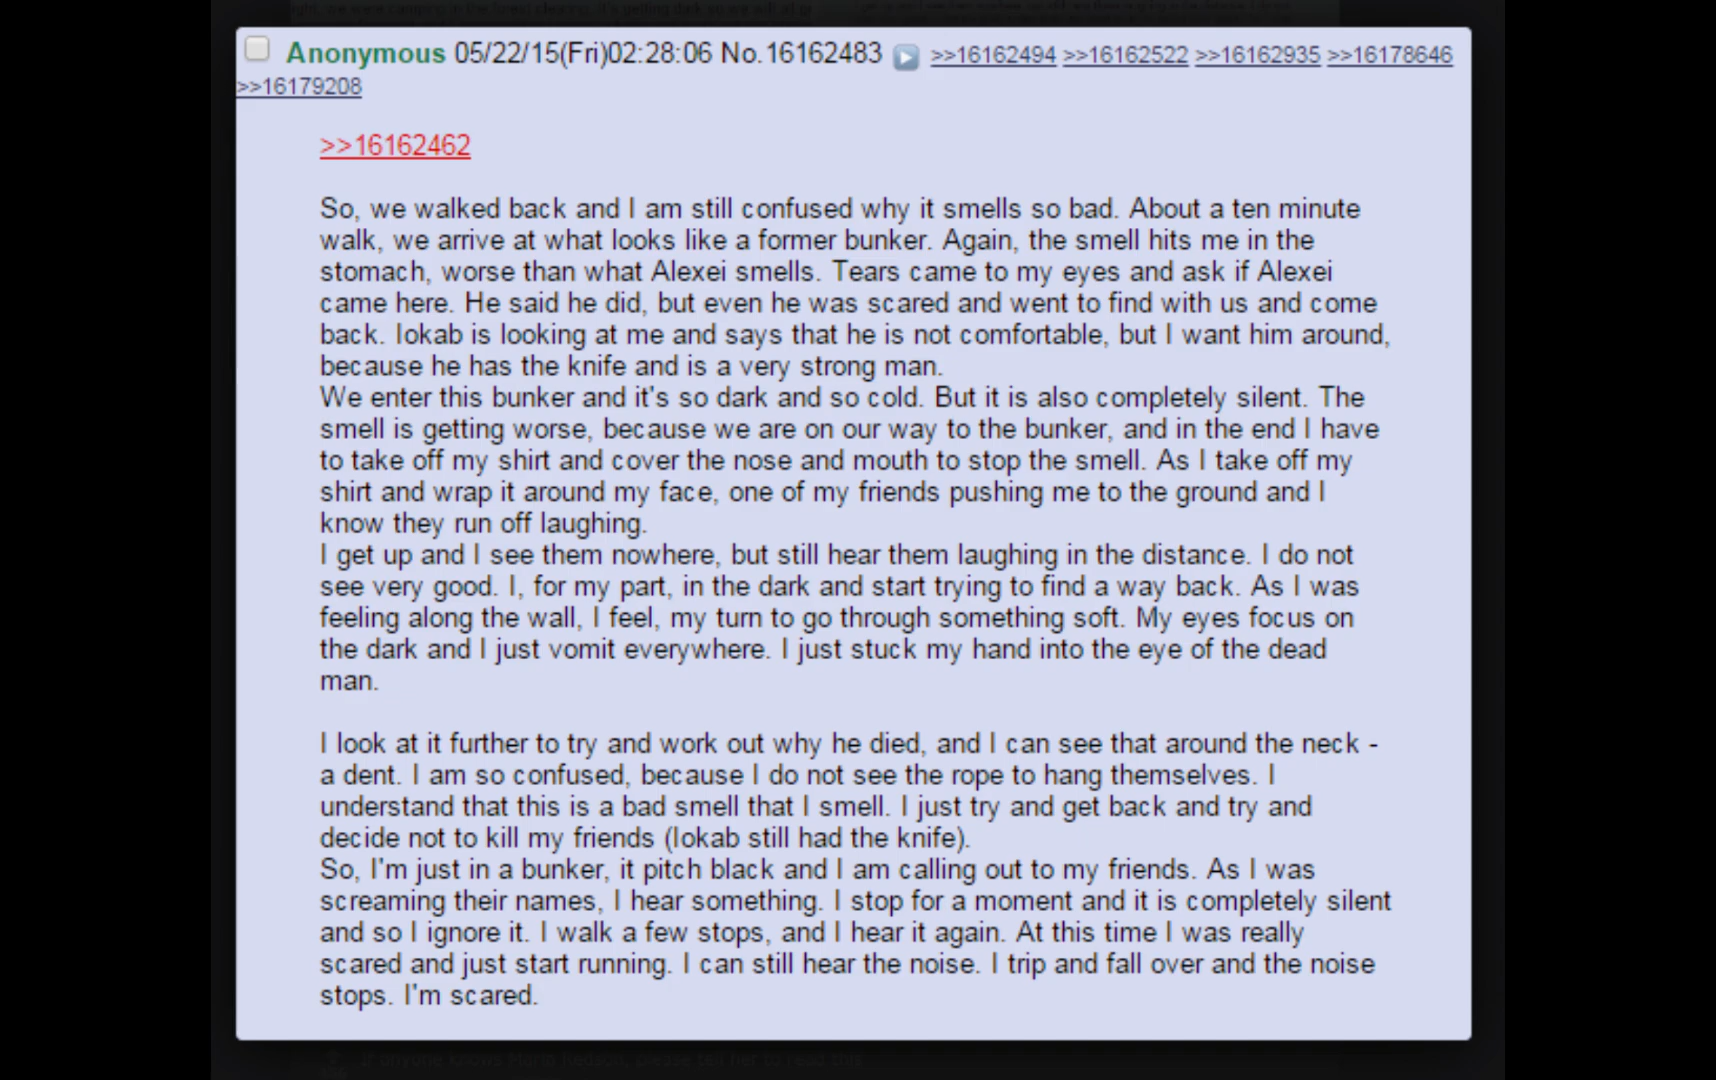 Anonymous 05/22/15(Fri)02:28:06 No.16162483 >>16162494 >>16162522 >>16162935 >>16178646
>>16179208
>>16162462
So, we walked back and I am still confused why it smells so bad. About a ten minute
walk, we arrive at what looks like a former bunker. Again, the smell hits me in the
stomach, worse than what Alexei smells. Tears came to my eyes and ask if Alexei
came here. He said he did, but even he was scared and went to find with us and come
back. Iokab is looking at me and says that he is not comfortable, but I want him around,
because he has the knife and is a very strong man.
We enter this bunker and it's so dark and so cold. But it is also completely silent. The
smell is getting worse, because we are on our way to the bunker, and in the end I have
to take off my shirt and cover the nose and mouth to stop the smell. As I take off my
shirt and wrap it around my face, one of my friends pushing me to the ground and I
know they run off laughing.
I get up and I see them nowhere, but still hear them laughing in the distance. I do not
see very good. I, for my part, in the dark and start trying to find a way back. As I was
feeling along the wall, I feel, my turn to go through something soft. My eyes focus on
the dark and I just vomit everywhere. I just stuck my hand into the eye of the dead
man.
I look at it further to try and work out why he died, and I can see that around the neck -
a dent. I am so confused, because I do not see the rope to hang themselves. I
understand that this is a bad smell that I smell. I just try and get back and try and
decide not to kill my friends (Iokab still had the knife).
So, I'm just in a bunker, it pitch black and I am calling out to my friends. As I was
screaming their names, I hear something. I stop for a moment and it is completely silent
and so I ignore it. I walk a few stops, and I hear it again. At this time I was really
scared and just start running. I can still hear the noise. I trip and fall over and the noise
stops. I'm scared.